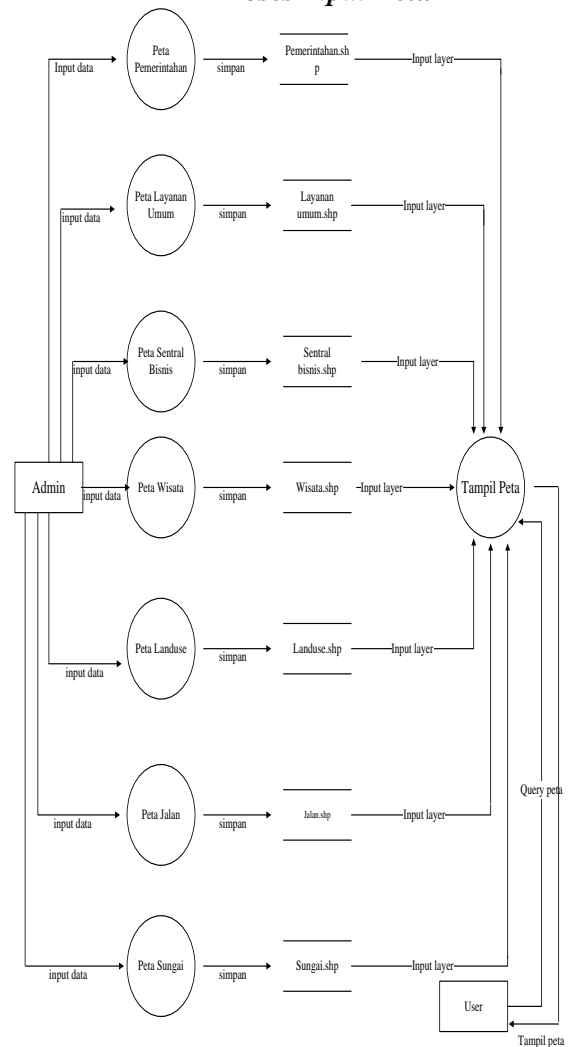 Peta
Pemerintahan
Input data
simpan
Pemerintahan.sh
p
Input layer
Peta Layanan
Umum
input data
simpan
Layanan
umum.shp
Input layer
Peta Sentral
Bisnis
input data
simpan
Sentral
bisnis.shp
Input layer
Admin
input data
Peta Wisata
simpan
Wisata.shp
Input layer
Tampil Peta
Peta Landuse
input data
simpan
Landuse.shp
Input layer
Query peta
Peta Jalan
input data
simpan
Jalan.shp
Input layer
Peta Sungai
input data
simpan
Sungai.shp
Input layer
User
Tampil peta